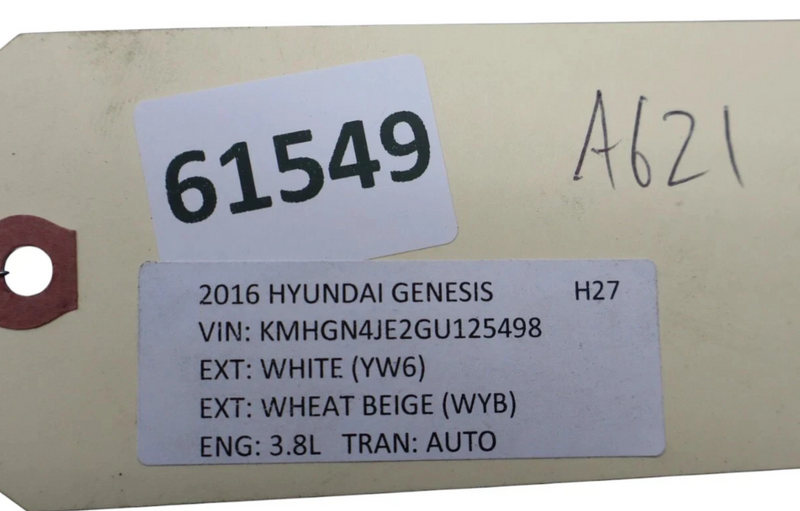 61549
A621
2016 HYUNDAI GENESIS H27
VIN: KMHGN4JE2GU125498
EXT: WHITE (YW6)
EXT: WHEAT BEIGE (WYB)
ENG: 3.8L TRAN: AUTO